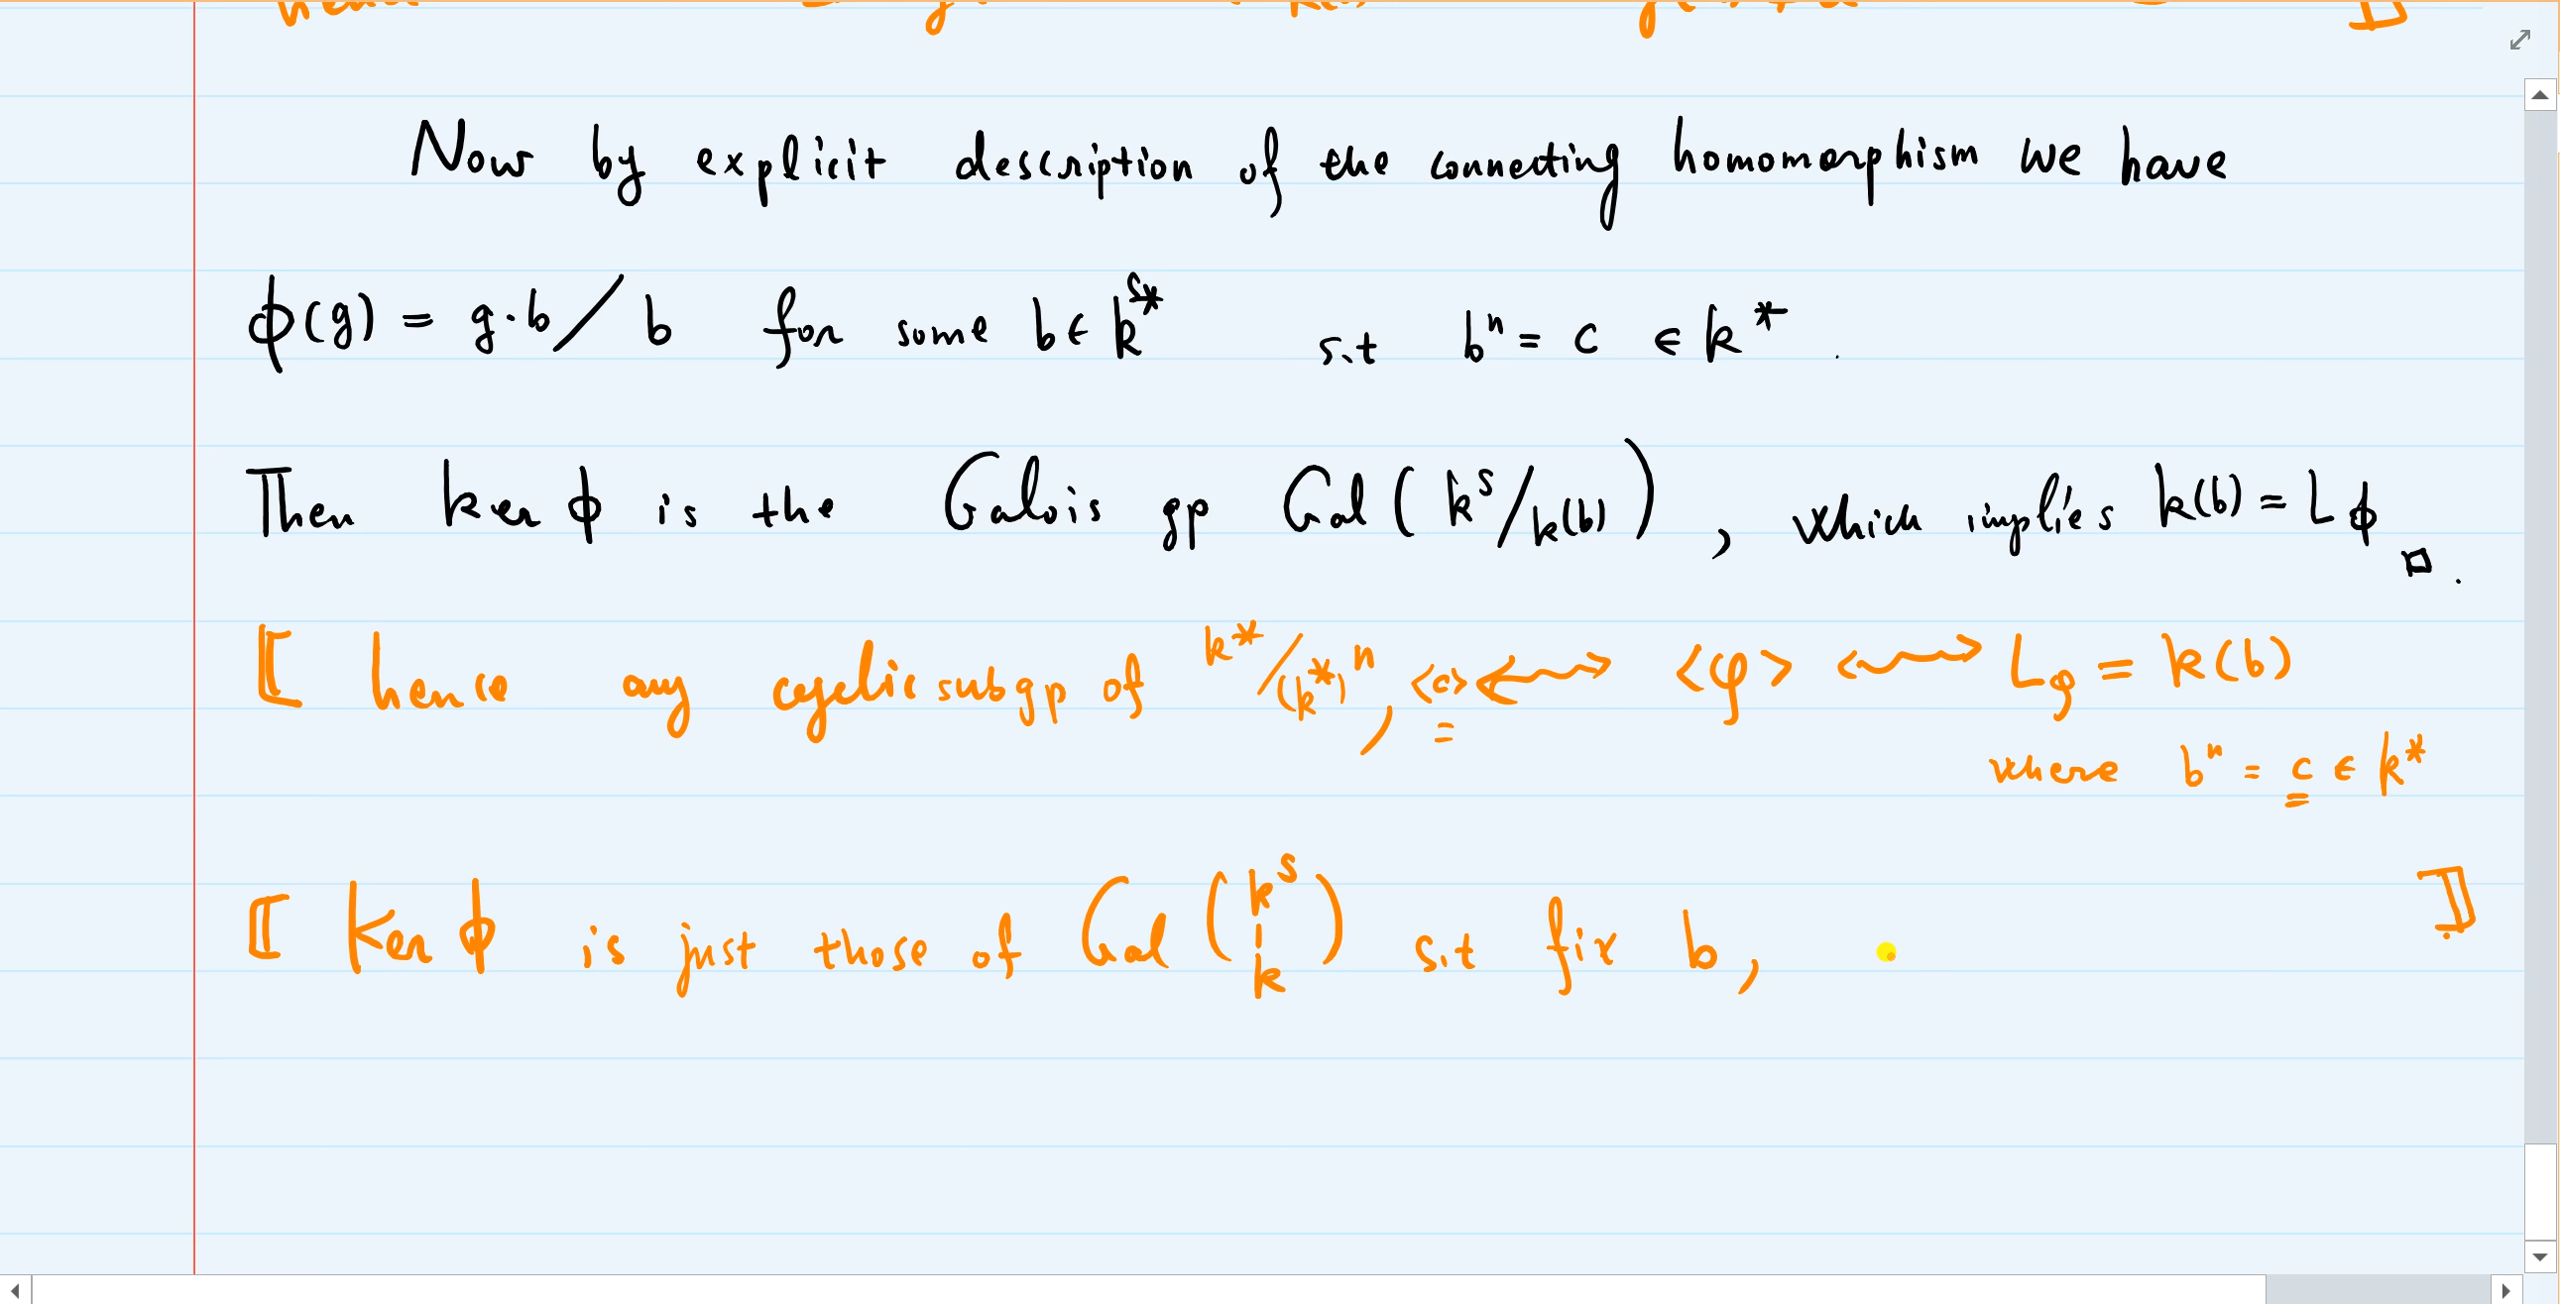 Now by explicit description of the connecting homomorphism we have
ϕ(g) = g·b / b for some b ∈ k^{s*} s.t b^n = c ∈ k^* .
Then ker ϕ is the Galois gp Gal ( k^s / k(b) ) , which implies k(b) = L_ϕ □ .
⟦ hence any cyclic subgp of k^*/(k^*)^n , <c> ⟷ <φ> ⟷ L_φ = k(b)
where b^n = c ∈ k^*
⟧
⟦ Ker ϕ is just those of Gal ( k^s | k ) s.t fix b ,